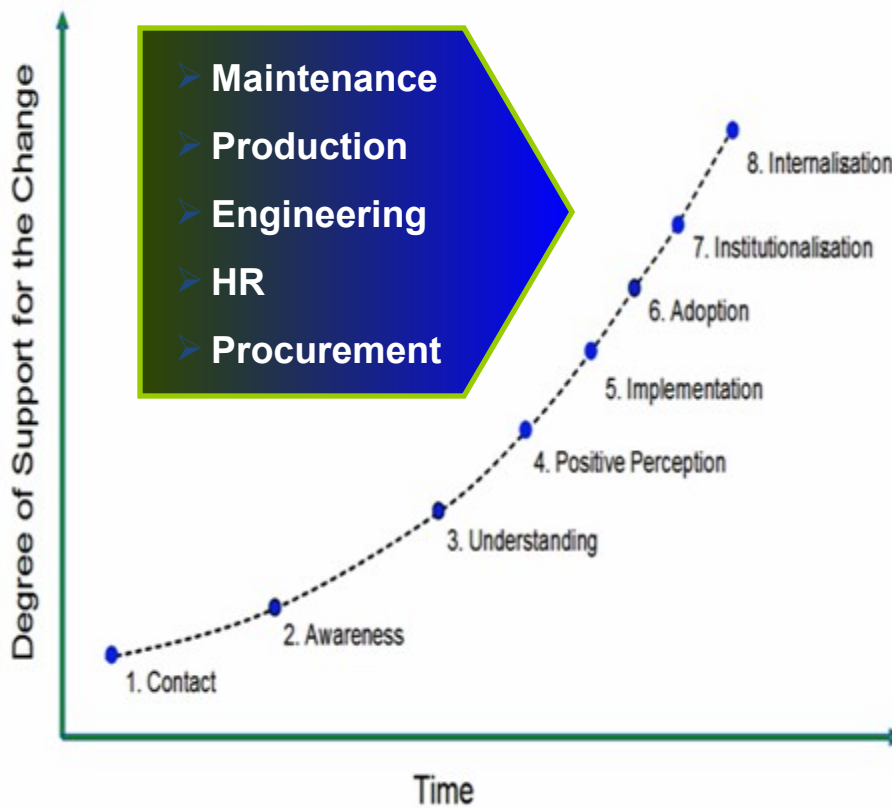 Degree of Support for the Change
Maintenance
Production
Engineering
HR
Procurement
8. Internalisation
7. Institutionalisation
6. Adoption
5. Implementation
4. Positive Perception
3. Understanding
2. Awareness
1. Contact
Time